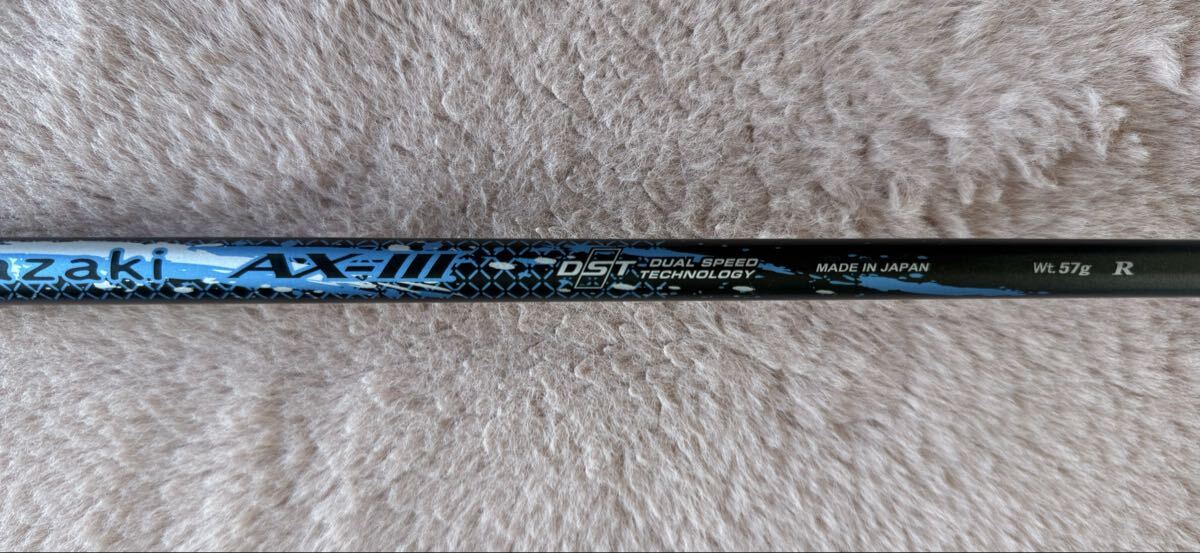 azaki AX-III DST DUAL SPEED
TECHNOLOGY MADE IN JAPAN Wt.57g R